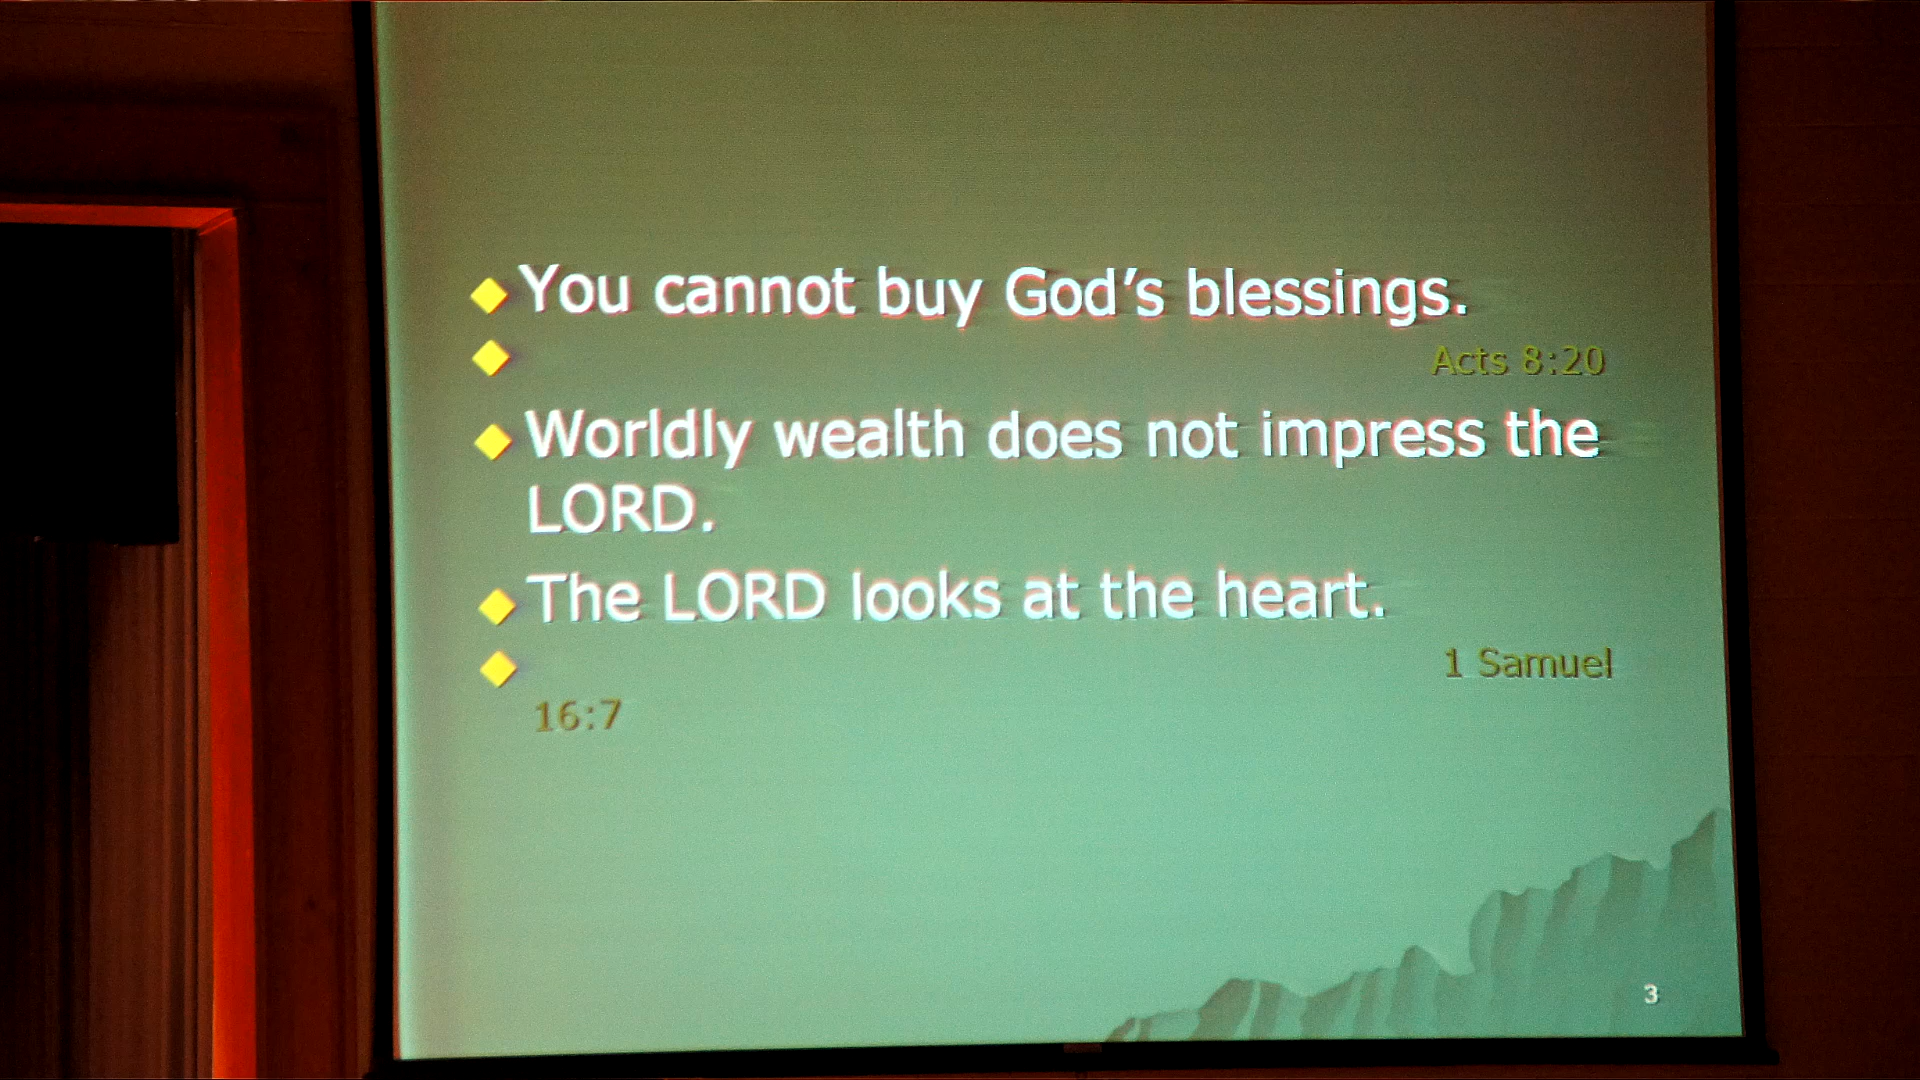 You cannot buy God's blessings.
Acts 8:20
Worldly wealth does not impress the
LORD.
The LORD looks at the heart.
1 Samuel
16:7
3